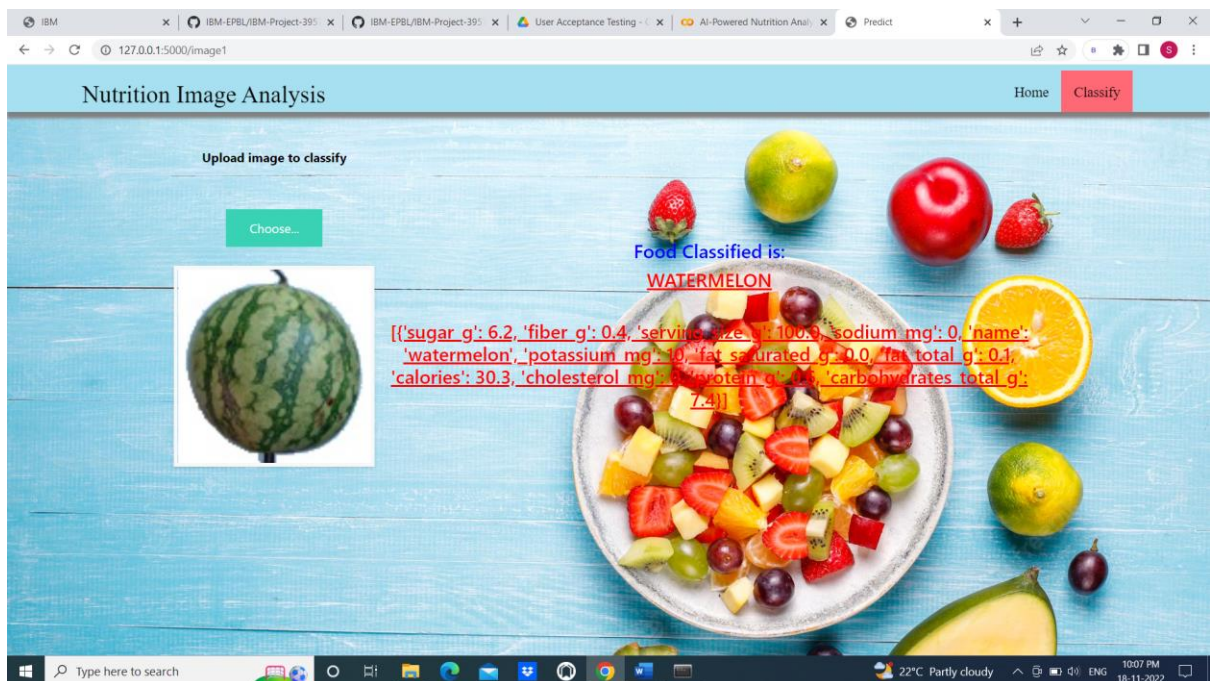 IBM
IBM-EPBL/IBM-Project-395
IBM-EPBL/IBM-Project-395
User Acceptance Testing -
AI-Powered Nutrition Analy
Predict
127.0.0.1:5000/image1
S
Nutrition Image Analysis
Home
Classify
Upload image to classify
Choose...
Food Classified is:
WATERMELON
[{'sugar_g': 6.2, 'fiber_g': 0.4, 'serving_size_g': 100.0, 'sodium_mg': 0, 'name':
'watermelon', 'potassium_mg': 10, 'fat_saturated_g': 0.0, 'fat_total_g': 0.1,
'calories': 30.3, 'cholesterol_mg': 'protein_g': 'carbohydrates_total_g':
7.4}]
Type here to search
22°C Partly cloudy
ENG
10:07 PM
18-11-2022